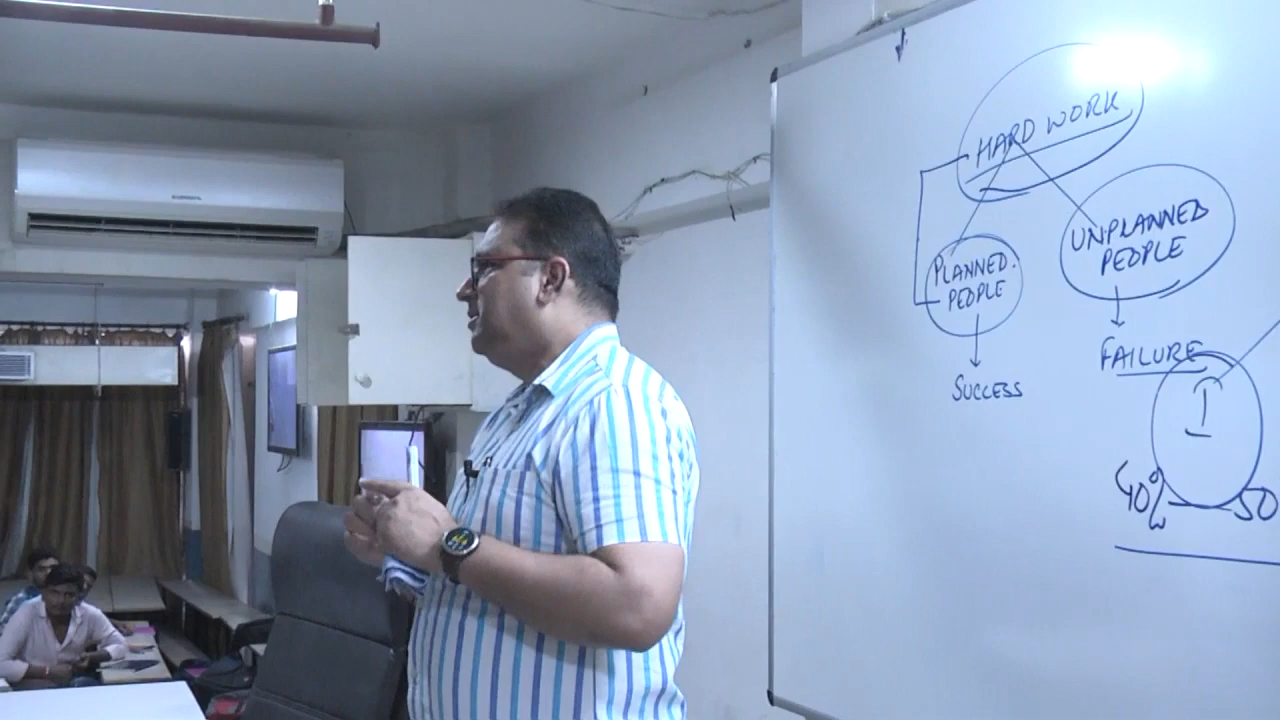 HARD WORK
PLANNED.
PEOPLE
SUCCESS
UNPLANNED
PEOPLE
FAILURE
I
40%
50